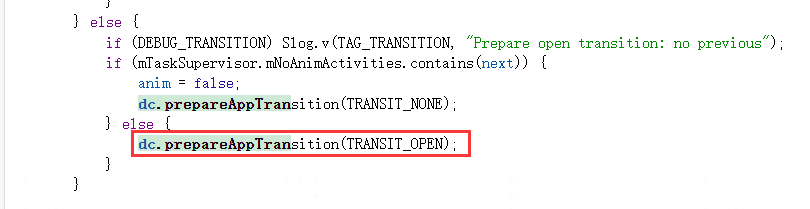 }
} else {
if (DEBUG_TRANSITION) Slog.v(TAG_TRANSITION, "Prepare open transition: no previous");
if (mTaskSupervisor.mNoAnimActivities.contains(next)) {
anim = false;
dc.prepareAppTransition(TRANSIT_NONE);
} else {
dc.prepareAppTransition(TRANSIT_OPEN);
}
}